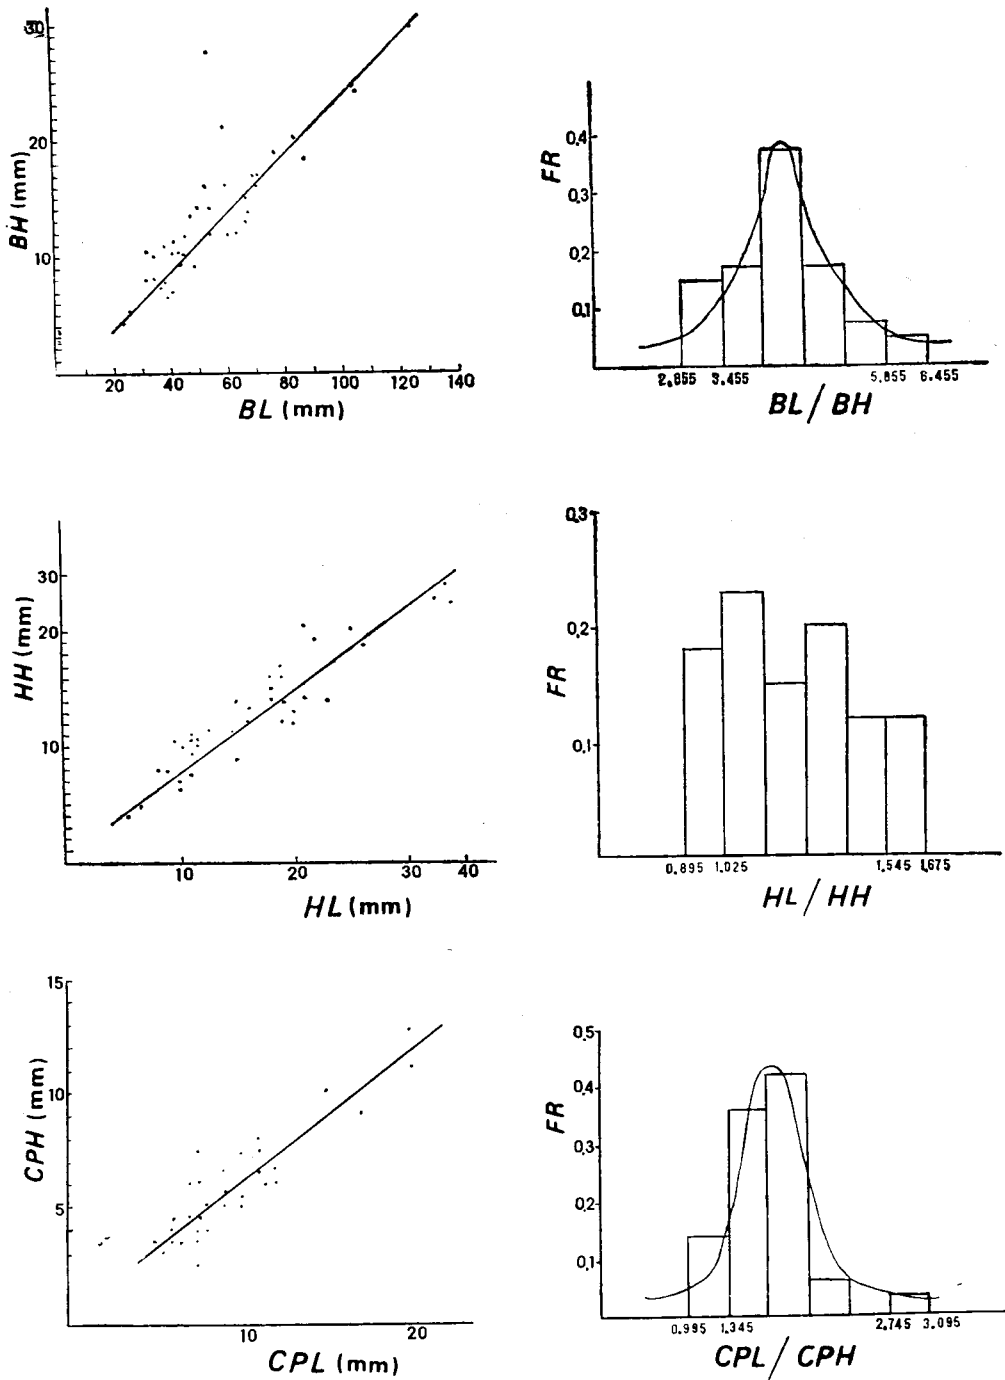 30
20
10
BH (mm)
20 40 60 80 100 120 140
BL (mm)
0,4
0,3
0,2
0,1
FR
2,855 3.455 5,855 6.455
BL / BH
30
20
10
HH (mm)
10 20 30 40
HL (mm)
0,3
0,2
0,1
FR
0.895 1,025 1,545 1,675
HL / HH
15
10
5
CPH (mm)
10 20
CPL (mm)
0,5
0,4
0,3
0,2
0,1
FR
0.995 1,345 2,745 3.095
CPL / CPH